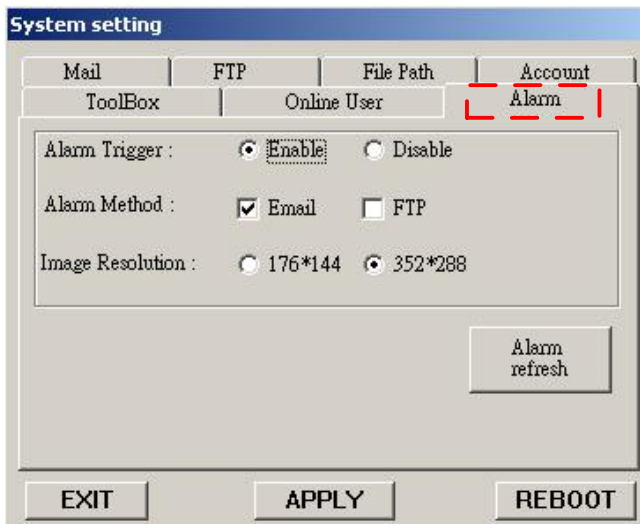 System setting
Mail FTP File Path Account
ToolBox Online User Alarm
Alarm Trigger : Enable Disable
Alarm Method : Email FTP
Image Resolution : 176*144 352*288
Alarm
refresh
EXIT APPLY REBOOT